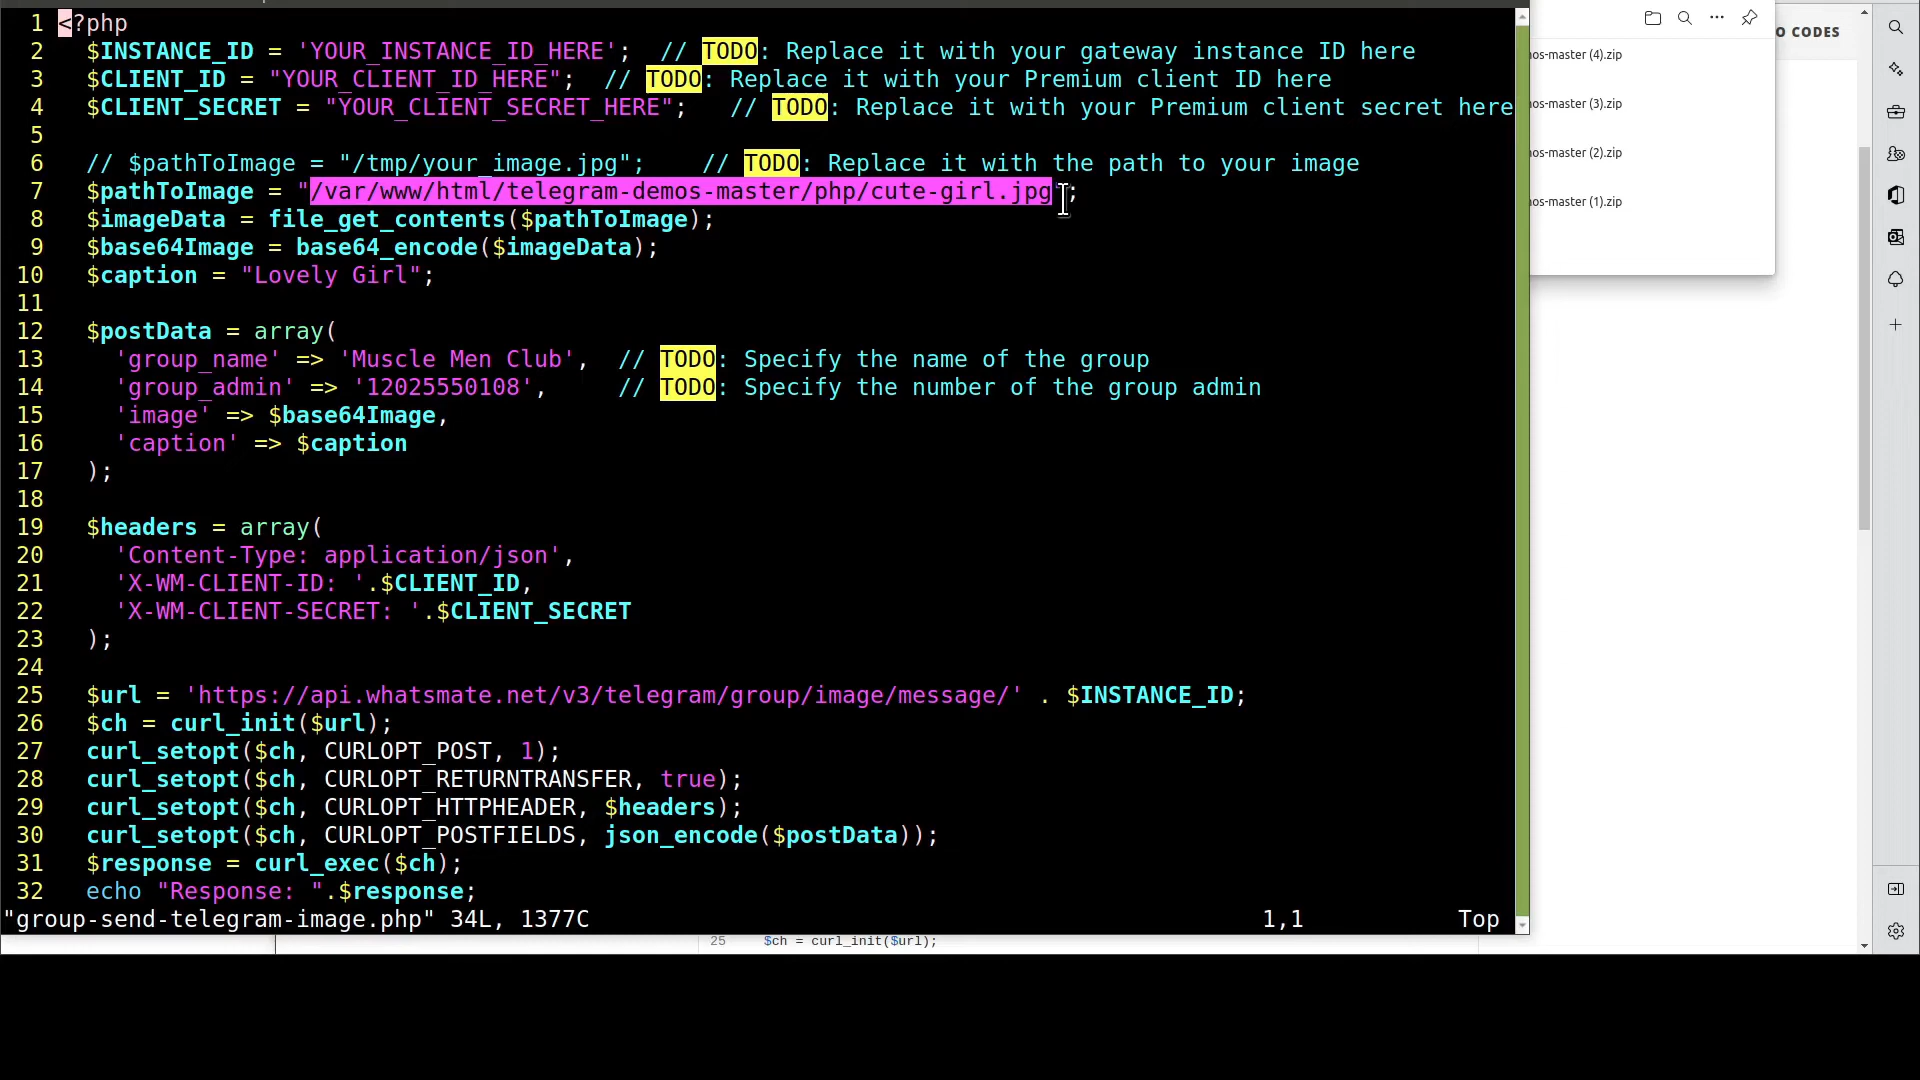 1 <?php
2   $INSTANCE_ID = 'YOUR_INSTANCE_ID_HERE';  // TODO: Replace it with your gateway instance ID here
3   $CLIENT_ID = "YOUR_CLIENT_ID_HERE";  // TODO: Replace it with your Premium client ID here
4   $CLIENT_SECRET = "YOUR_CLIENT_SECRET_HERE";   // TODO: Replace it with your Premium client secret here
5
6   // $pathToImage = "/tmp/your_image.jpg";    // TODO: Replace it with the path to your image
7   $pathToImage = "/var/www/html/telegram-demos-master/php/cute-girl.jpg";
8   $imageData = file_get_contents($pathToImage);
9   $base64Image = base64_encode($imageData);
10   $caption = "Lovely Girl";
11
12   $postData = array(
13     'group_name' => 'Muscle Men Club',  // TODO: Specify the name of the group
14     'group_admin' => '12025550108',     // TODO: Specify the number of the group admin
15     'image' => $base64Image,
16     'caption' => $caption
17   );
18
19   $headers = array(
20     'Content-Type: application/json',
21     'X-WM-CLIENT-ID: '.$CLIENT_ID,
22     'X-WM-CLIENT-SECRET: '.$CLIENT_SECRET
23   );
24
25   $url = 'https://api.whatsmate.net/v3/telegram/group/image/message/' . $INSTANCE_ID;
26   $ch = curl_init($url);
27   curl_setopt($ch, CURLOPT_POST, 1);
28   curl_setopt($ch, CURLOPT_RETURNTRANSFER, true);
29   curl_setopt($ch, CURLOPT_HTTPHEADER, $headers);
30   curl_setopt($ch, CURLOPT_POSTFIELDS, json_encode($postData));
31   $response = curl_exec($ch);
32   echo "Response: ".$response;
"group-send-telegram-image.php" 34L, 1377C 1,1 Top
25 $ch = curl_init($url);
O CODES
os-master (4).zip
os-master (3).zip
os-master (2).zip
os-master (1).zip